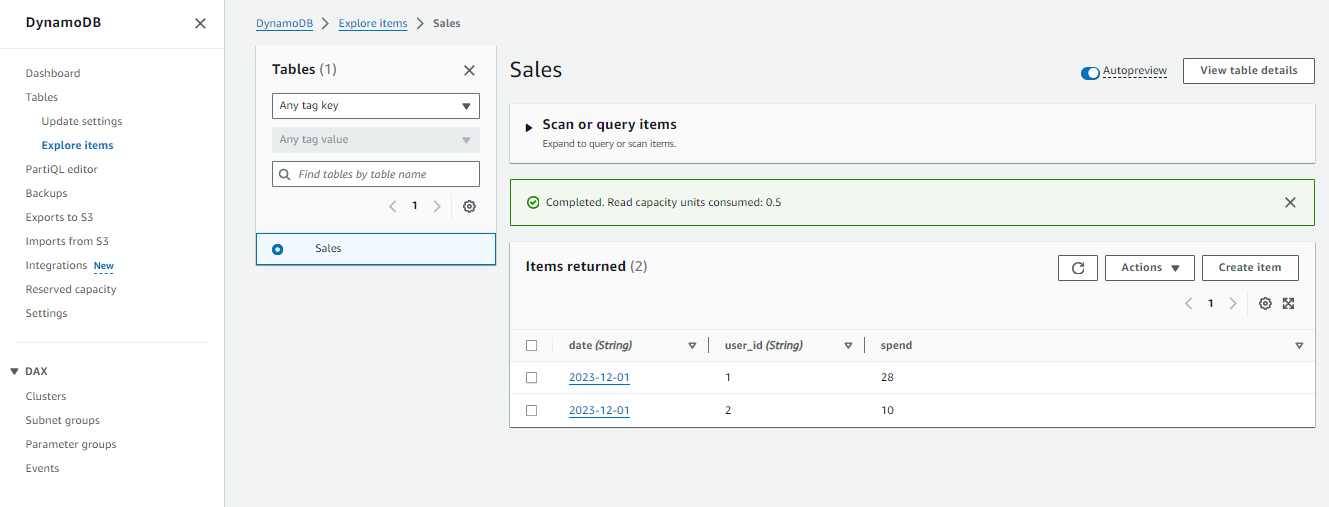 DynamoDB
Dashboard
Tables
Update settings
Explore items
PartiQL editor
Backups
Exports to S3
Imports from S3
Integrations New
Reserved capacity
Settings
DAX
Clusters
Subnet groups
Parameter groups
Events
DynamoDB > Explore items > Sales
Tables (1)
Any tag key
Any tag value
Find tables by table name
1
Sales
Sales
Autopreview
View table details
Scan or query items
Expand to query or scan items.
Completed. Read capacity units consumed: 0.5
Items returned (2)
Actions
Create item
1
date (String) user_id (String) spend
2023-12-01 1 28
2023-12-01 2 10